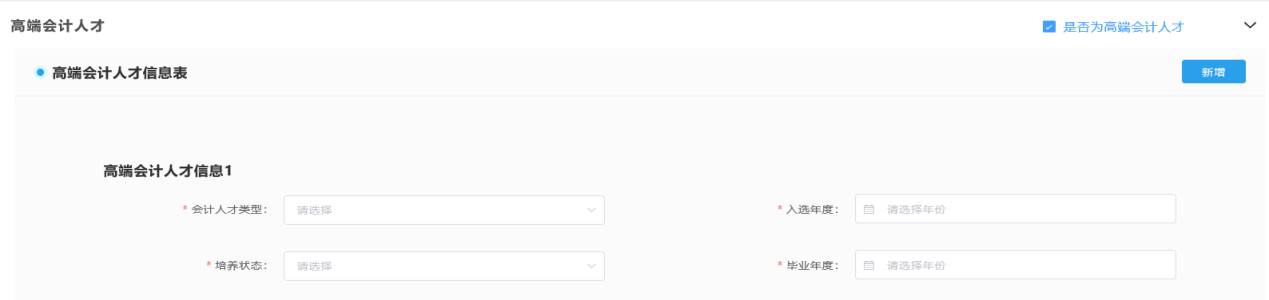 高端会计人才 是否为高端会计人才
高端会计人才信息表 新增
高端会计人才信息1
* 会计人才类型: 请选择 * 入选年度: 请选择年份
* 培养状态: 请选择 * 毕业年度: 请选择年份